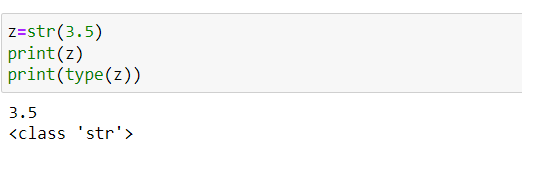 z=str(3.5)
print(z)
print(type(z))
3.5
<class 'str'>